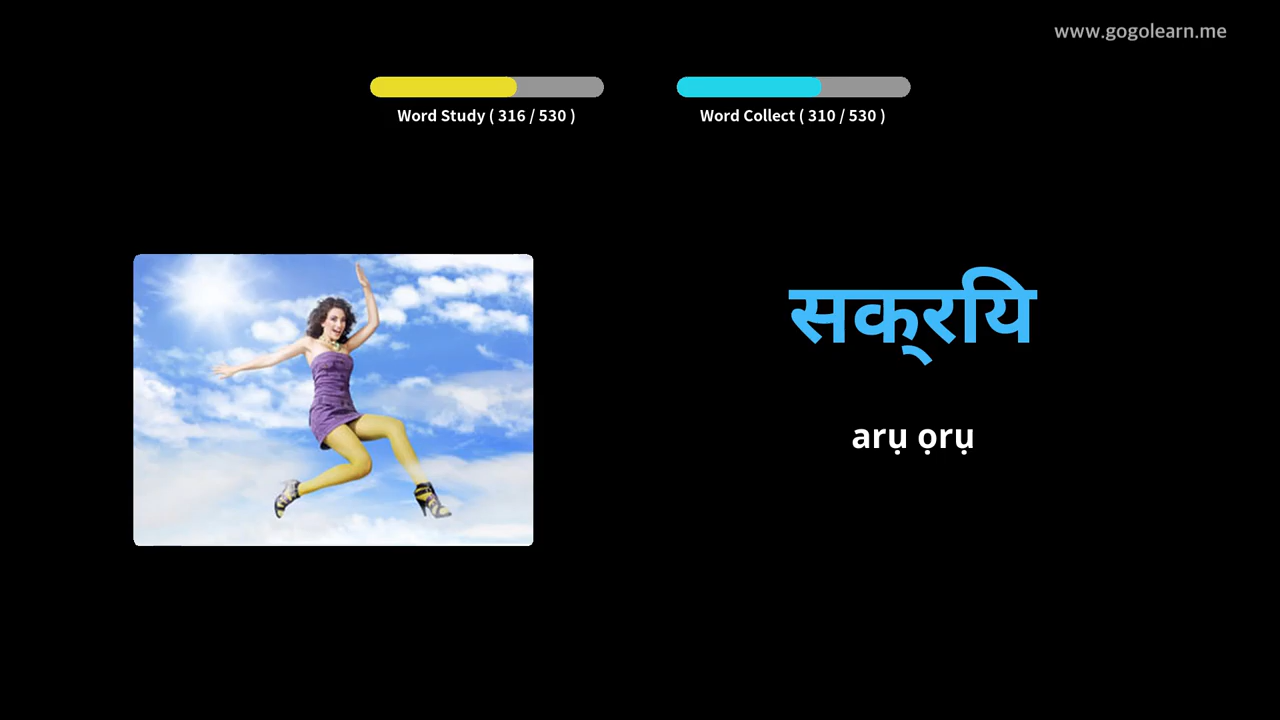 www.gogolearn.me
Word Study ( 316 / 530 )
Word Collect ( 310 / 530 )
सक्‌रयि
arụ ọrụ